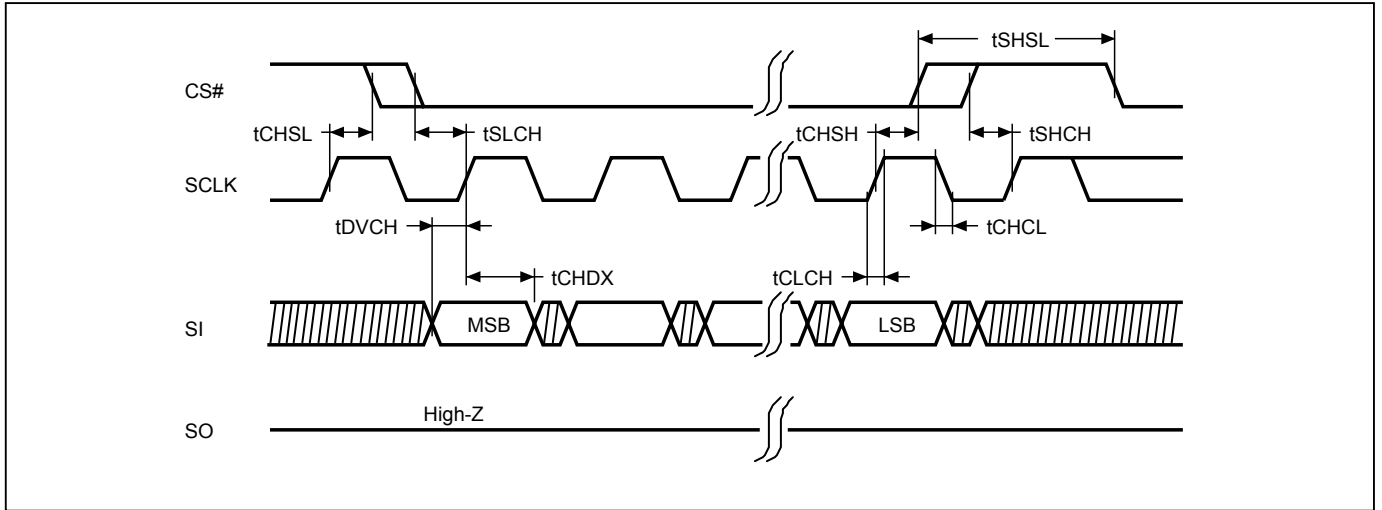 tSHSL
CS#
tCHSL
tSLCH
tCHSH
tSHCH
SCLK
tDVCH
tCHCL
tCHDX
tCLCH
SI
MSB
LSB
High-Z
SO